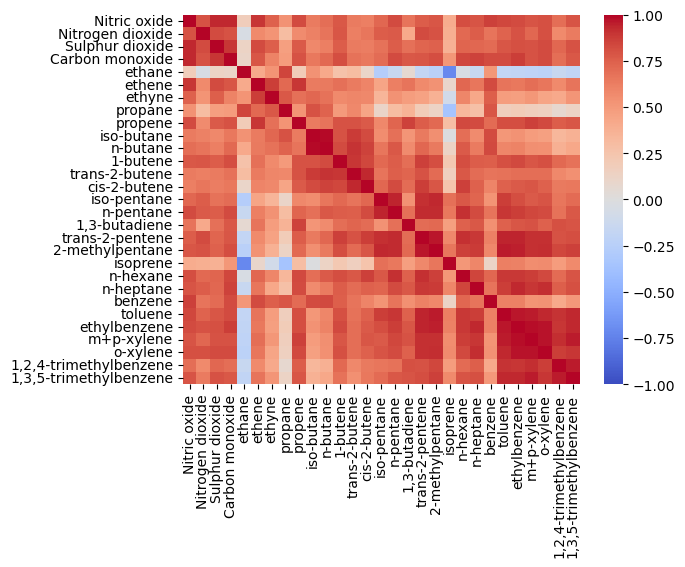 Nitric oxide
Nitrogen dioxide
Sulphur dioxide
Carbon monoxide
ethane
ethene
ethyne
propane
propene
iso-butane
n-butane
1-butene
trans-2-butene
cis-2-butene
iso-pentane
n-pentane
1,3-butadiene
trans-2-pentene
2-methylpentane
isoprene
n-hexane
n-heptane
benzene
toluene
ethylbenzene
m+p-xylene
o-xylene
1,2,4-trimethylbenzene
1,3,5-trimethylbenzene
Nitric oxide
Nitrogen dioxide
Sulphur dioxide
Carbon monoxide
ethane
ethene
ethyne
propane
propene
iso-butane
n-butane
1-butene
trans-2-butene
cis-2-butene
iso-pentane
n-pentane
1,3-butadiene
trans-2-pentene
2-methylpentane
isoprene
n-hexane
n-heptane
benzene
toluene
ethylbenzene
m+p-xylene
o-xylene
1,2,4-trimethylbenzene
1,3,5-trimethylbenzene
1.00
0.75
0.50
0.25
0.00
−0.25
−0.50
−0.75
−1.00